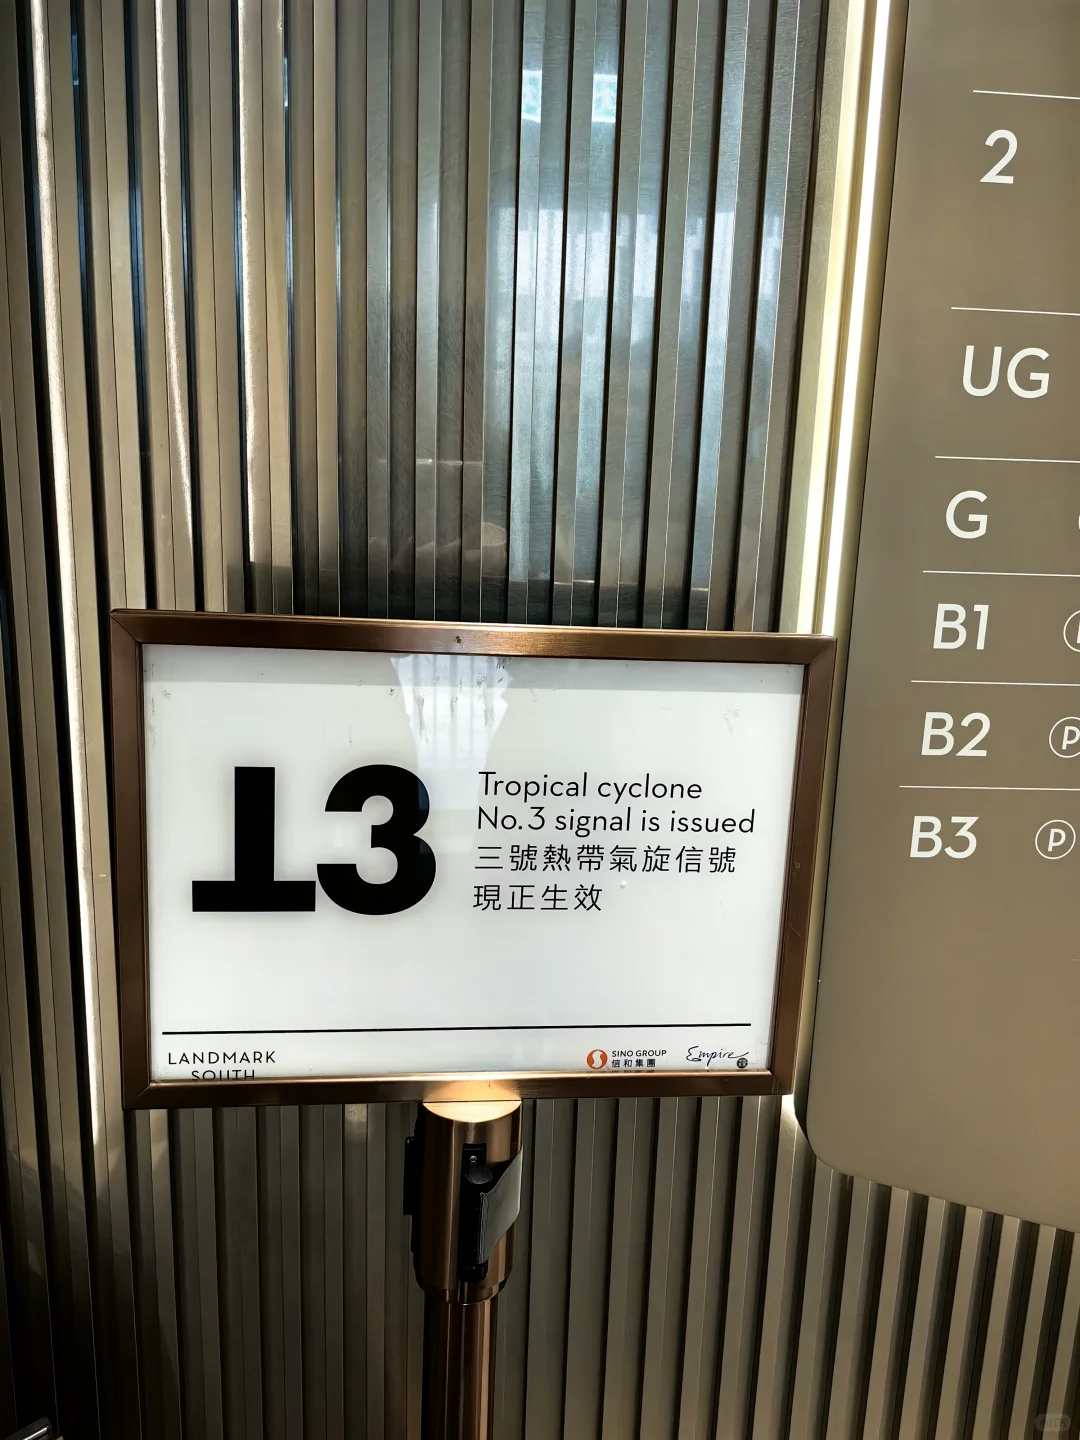 2
UG
G
B1
B2 P
B3 P
⊥3
Tropical cyclone
No.3 signal is issued
三號熱帶氣旋信號
現正生效
LANDMARK
SOUTH
SINO GROUP
信和集團
Empire